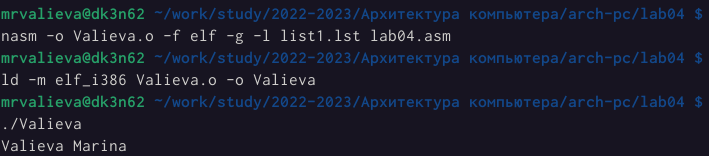 mrvalieva@dk3n62 ~/work/study/2022-2023/Архитектура компьютера/arch-pc/lab04 $
nasm -o Valieva.o -f elf -g -l list1.lst lab04.asm
mrvalieva@dk3n62 ~/work/study/2022-2023/Архитектура компьютера/arch-pc/lab04 $
ld -m elf_i386 Valieva.o -o Valieva
mrvalieva@dk3n62 ~/work/study/2022-2023/Архитектура компьютера/arch-pc/lab04 $
./Valieva
Valieva Marina